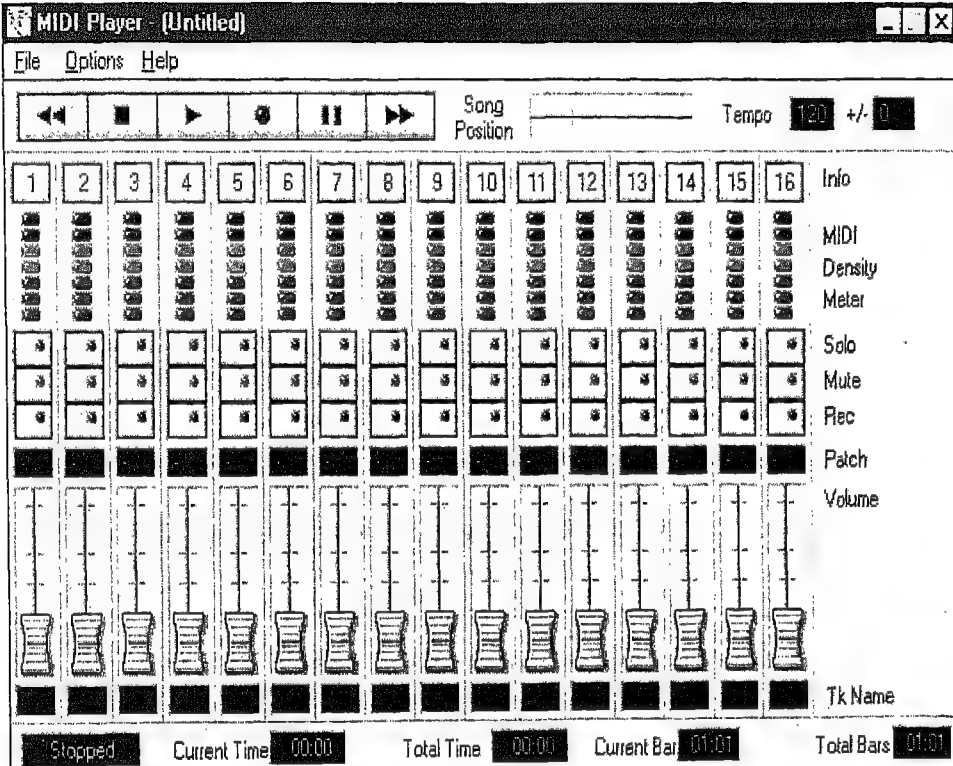 MIDI Player - (Untitled)
File Options Help
Song Position
Tempo 120 +/- 0
1 2 3 4 5 6 7 8 9 10 11 12 13 14 15 16 Info
MIDI
Density
Meter
Solo
Mute
Rec
Patch
Volume
Tk Name
Stopped Current Time 00:00 Total Time 00:00 Current Bar 01:01 Total Bars 01:01